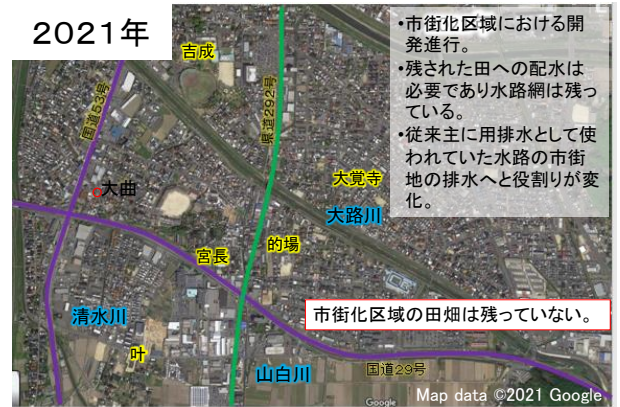 2021年
・市街化区域における開
発進行。
・残された田への配水は
必要であり水路網は残っ
ている。
・従来主に用排水として使
われていた水路の市街
地の排水へと役割りが変
化。
吉成
国道53号
県道292号
大曲
大覚寺
大路川
的場
宮長
清水川
市街化区域の田畑は残っていない。
叶
山白川
国道29号
Google
Map data ©2021 Google